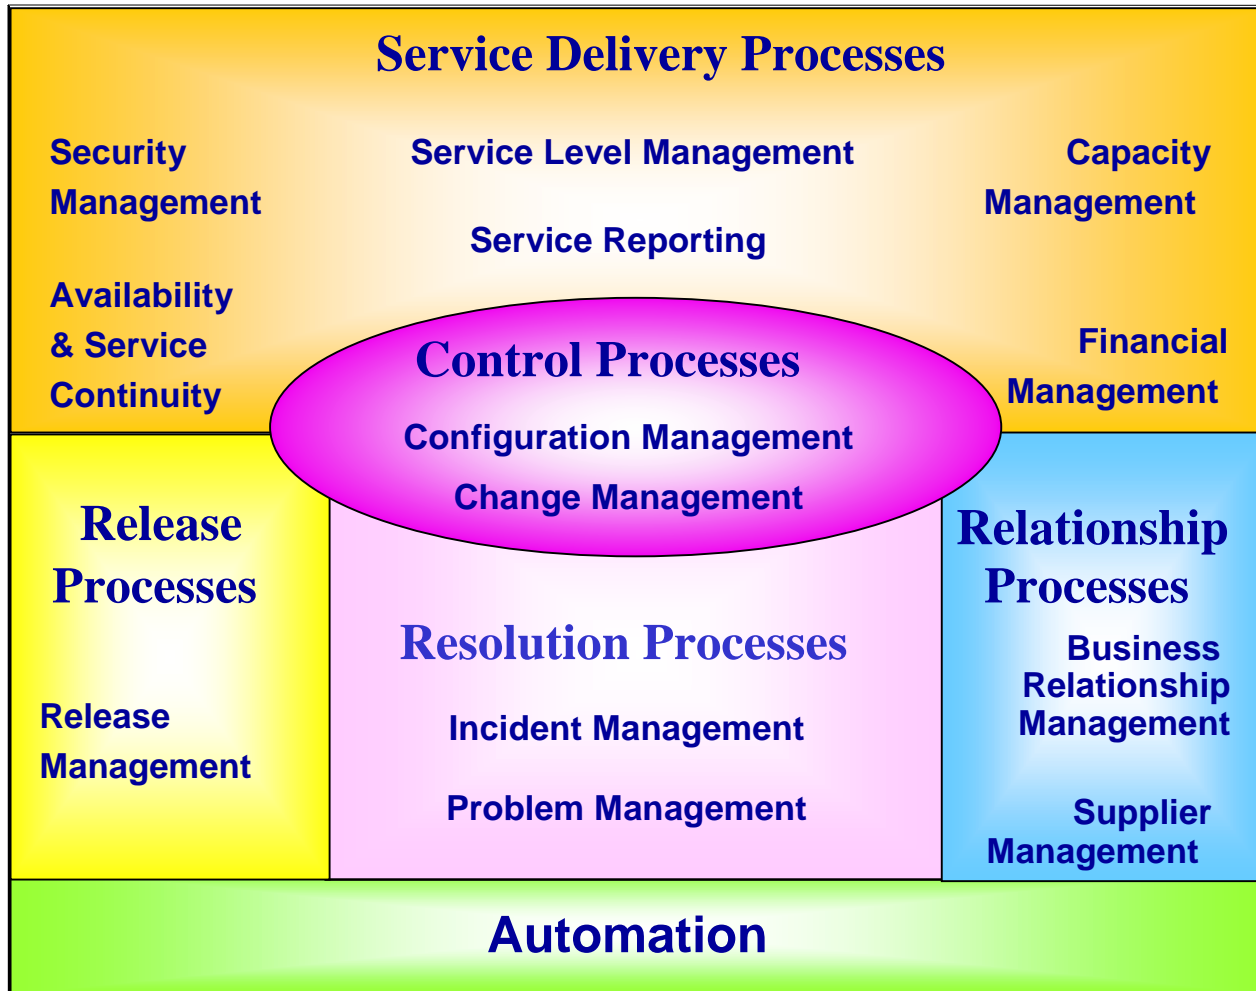 Service Delivery Processes
Security
Management
Service Level Management
Capacity
Management
Service Reporting
Availability
& Service
Continuity
Financial
Management
Control Processes
Configuration Management
Change Management
Release
Processes
Release
Management
Resolution Processes
Incident Management
Problem Management
Relationship
Processes
Business
Relationship
Management
Supplier
Management
Automation